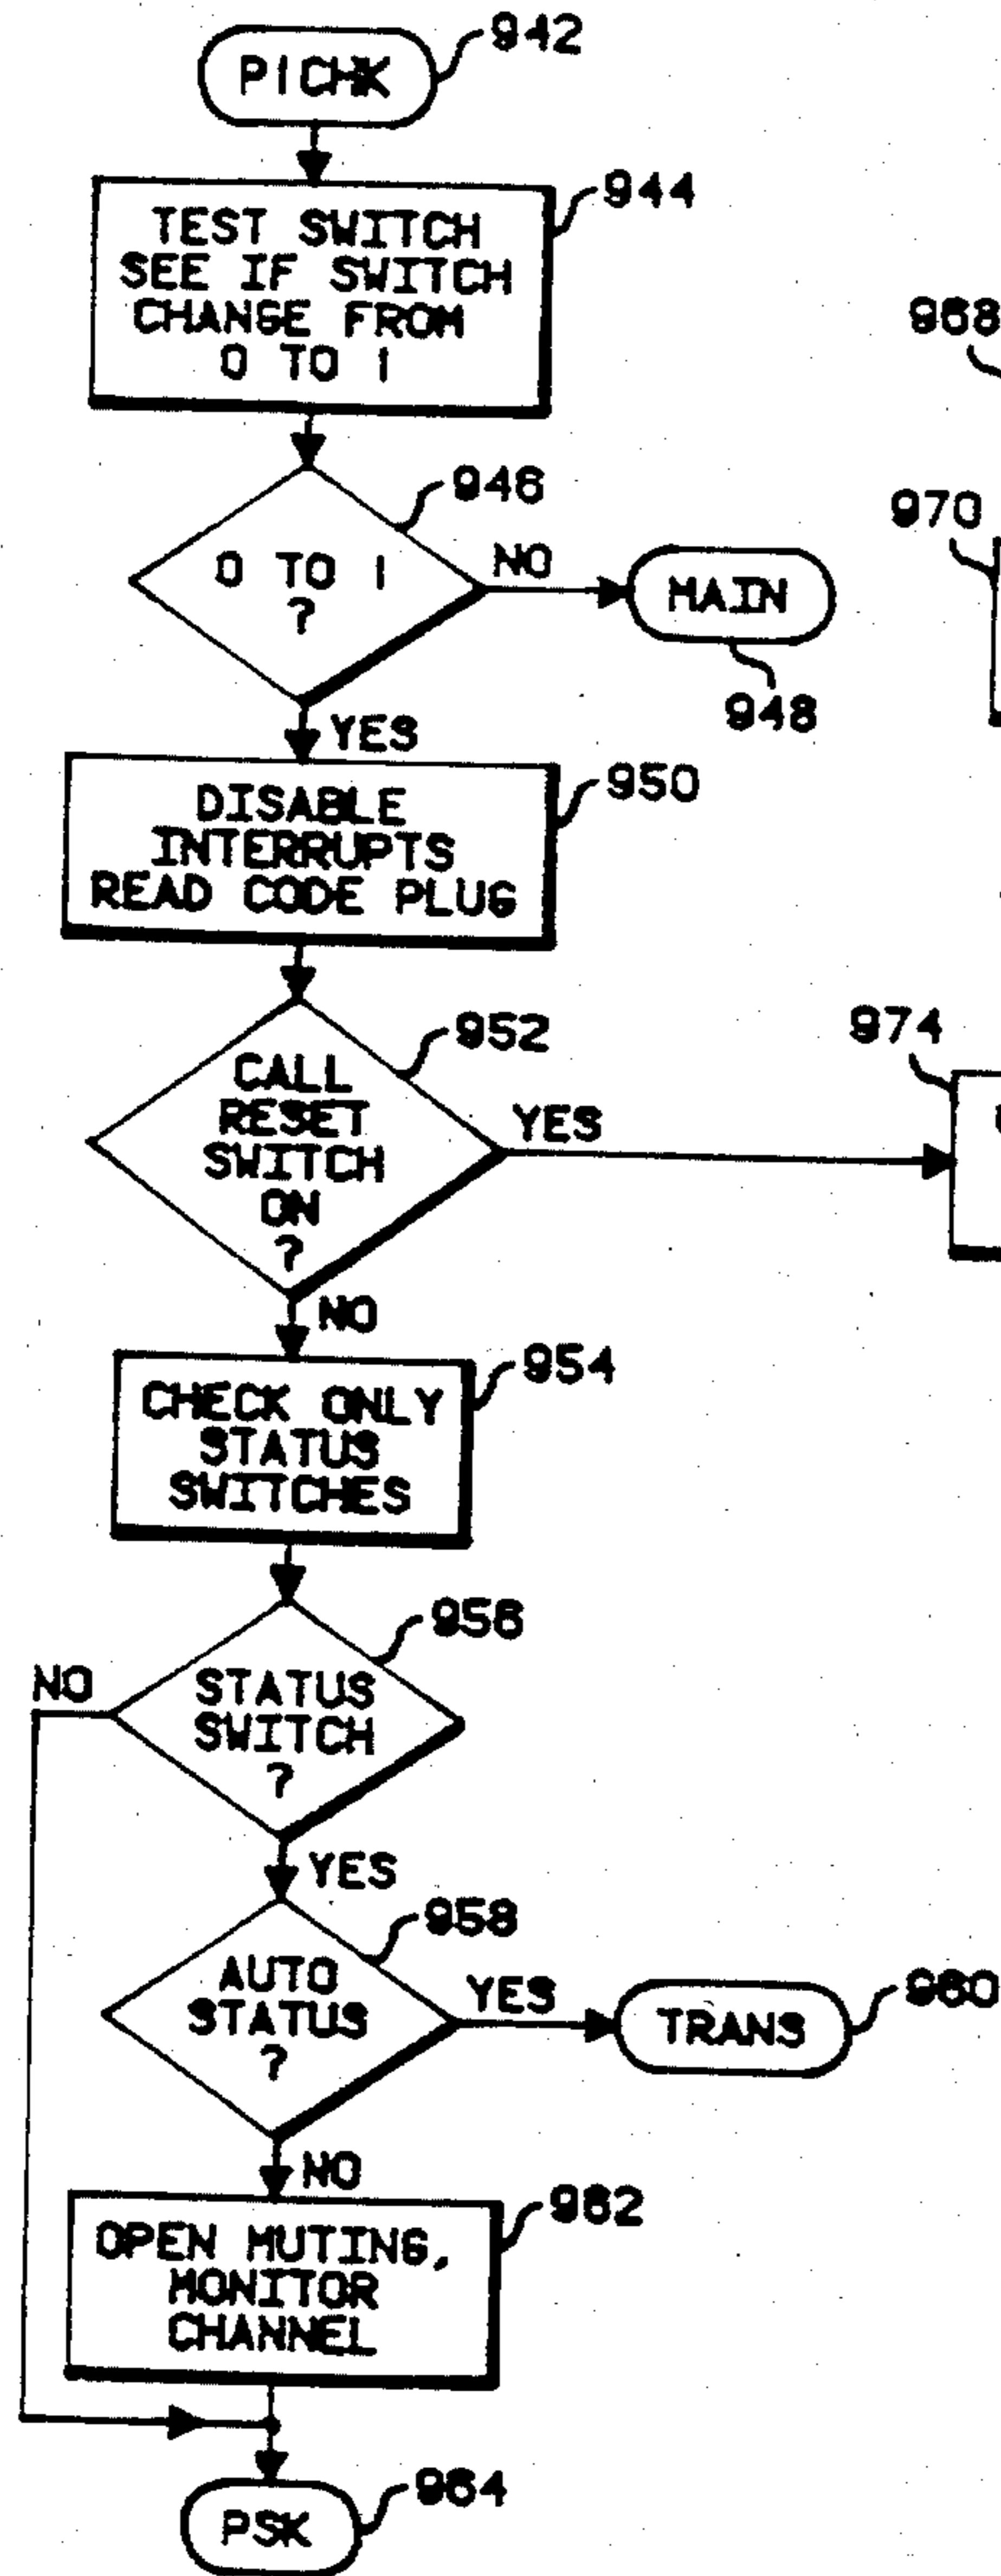 942
PICHK
944
TEST SWITCH
SEE IF SWITCH
CHANGE FROM
0 TO 1
968
946
970
0 TO 1
?
NO
MAIN
948
YES
950
DISABLE
INTERRUPTS
READ CODE PLUG
952
974
CALL
RESET
SWITCH
ON
?
YES
NO
954
CHECK ONLY
STATUS
SWITCHES
956
NO
STATUS
SWITCH
?
YES
958
AUTO
STATUS
?
YES
TRANS
960
NO
962
OPEN MUTING,
MONITOR
CHANNEL
964
PSK